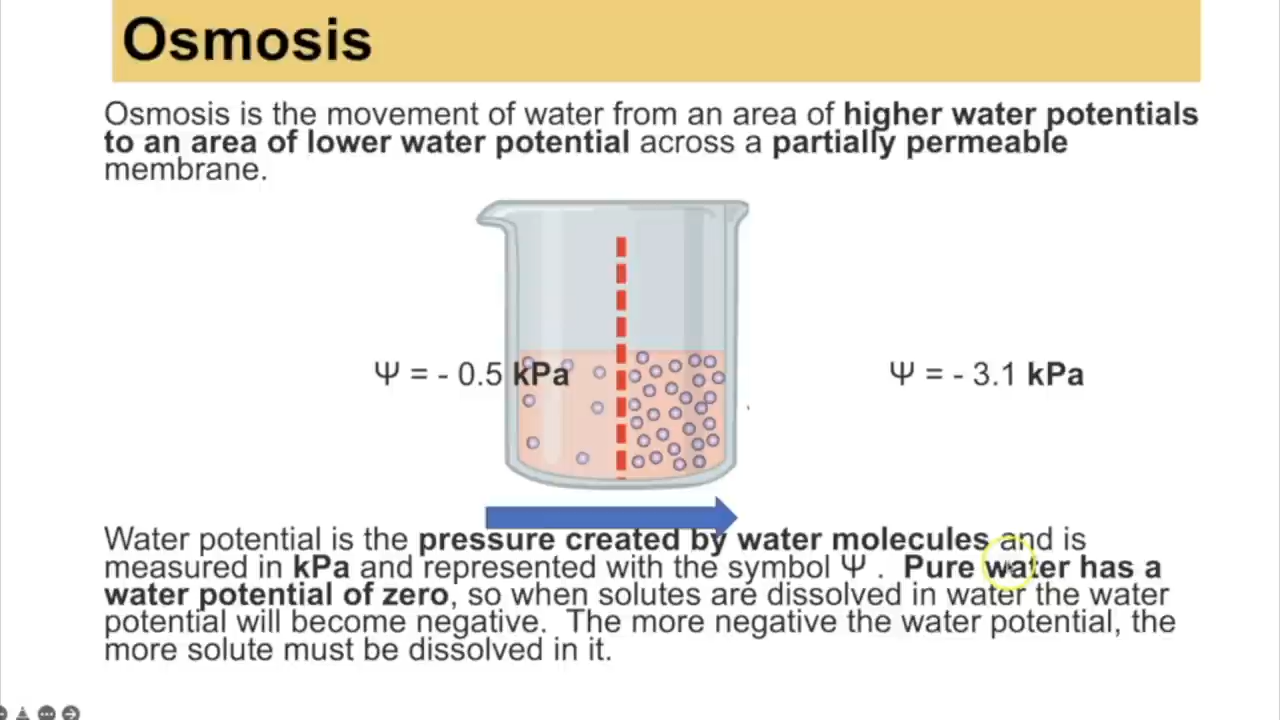 Osmosis
Osmosis is the movement of water from an area of higher water potentials
to an area of lower water potential across a partially permeable
membrane.
Ψ = - 0.5 kPa
Ψ = - 3.1 kPa
Water potential is the pressure created by water molecules and is
measured in kPa and represented with the symbol Ψ . Pure water has a
water potential of zero, so when solutes are dissolved in water the water
potential will become negative. The more negative the water potential, the
more solute must be dissolved in it.